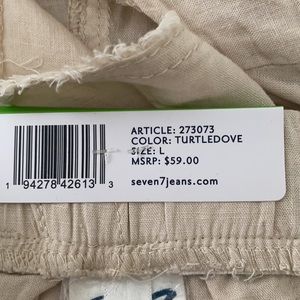 ARTICLE: 273073
COLOR: TURTLEDOVE
SIZE: L
MSRP: $59.00
seven7jeans.com
1 94278 42613 3